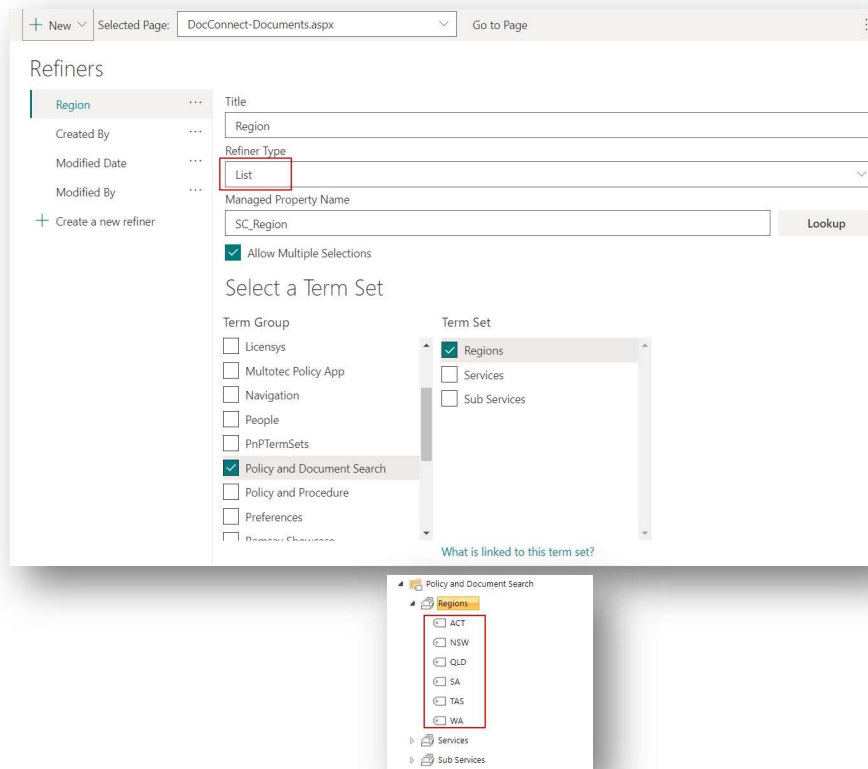 New Selected Page: DocConnect-Documents.aspx Go to Page
Refiners
Region
Created By
Modified Date
Modified By
Create a new refiner
Title
Region
Refiner Type
List
Managed Property Name
SC_Region Lookup
Allow Multiple Selections
Select a Term Set
Term Group
Licensys
Multotec Policy App
Navigation
People
PnPTermSets
Policy and Document Search
Policy and Procedure
Preferences
Term Set
Regions
Services
Sub Services
What is linked to this term set?
Policy and Document Search
Regions
ACT
NSW
QLD
SA
TAS
WA
Services
Sub Services